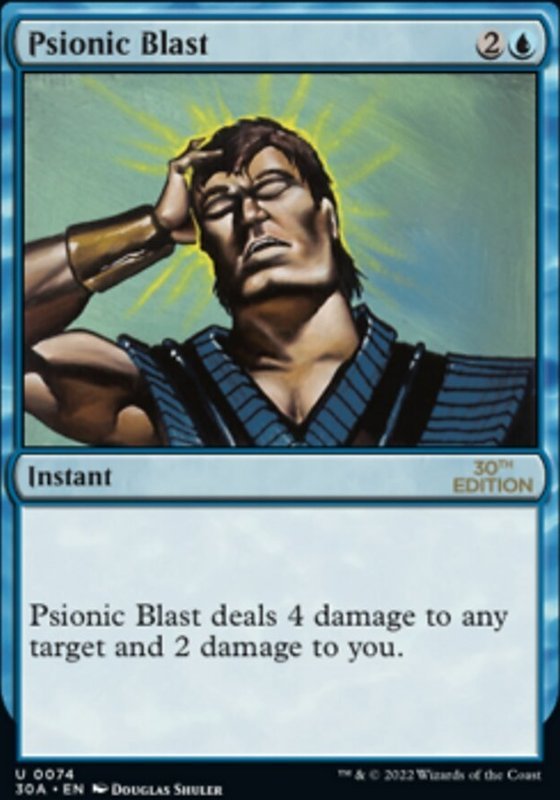 Psionic Blast 2
Instant
30TH
EDITION
Psionic Blast deals 4 damage to any
target and 2 damage to you.
U 0074
30A • EN Douglas Shuler
™ & © 2022 Wizards of the Coast